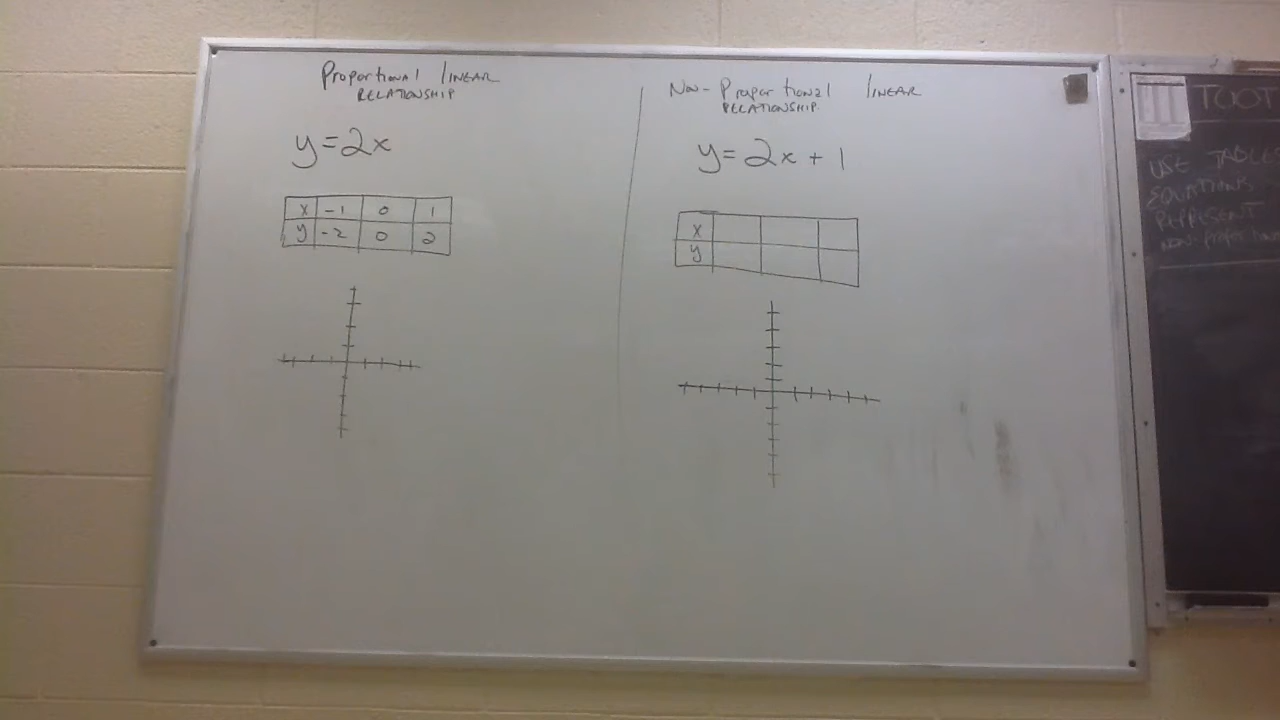 Proportional linear
RELATIONSHIP
y=2x
x -1 0 1
y -2 0 2
Non-Proportional linear
RELATIONSHIP
y=2x+1
x
y
TOOT
USE TABLES
EQUATIONS,
REPRESENT
NON-PROPORTIONAL